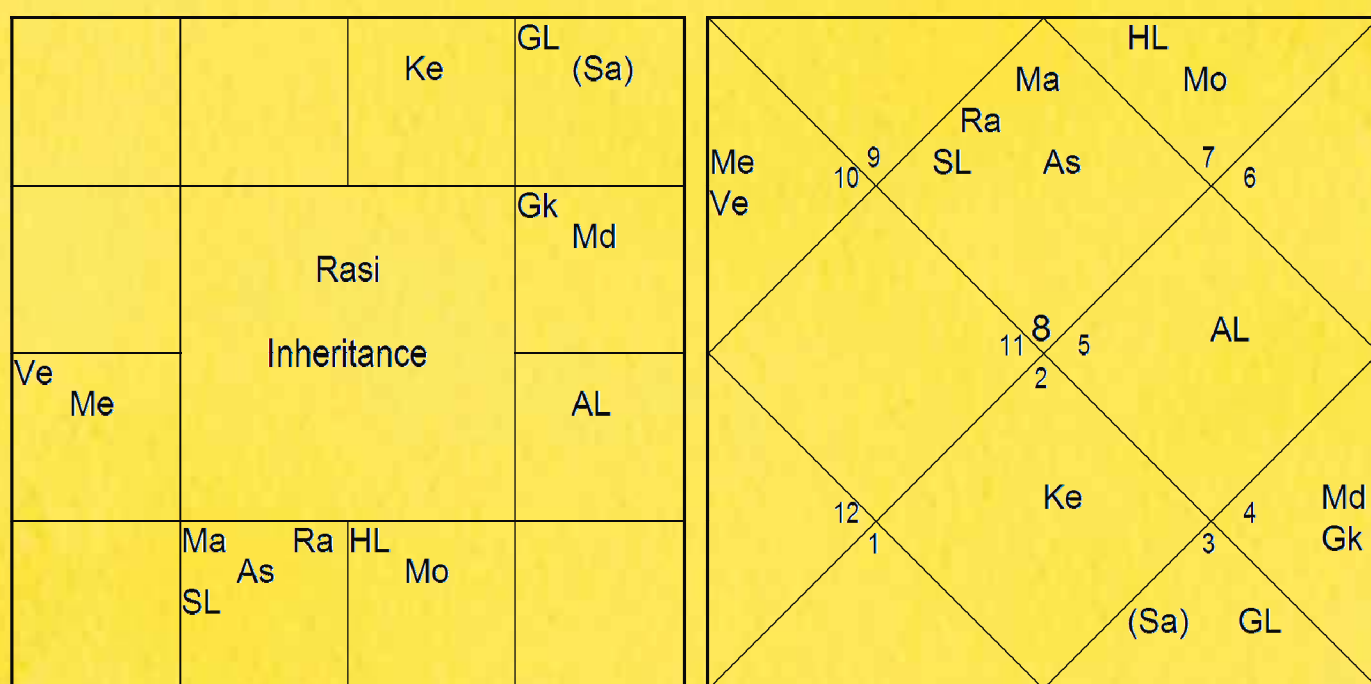 GL
Ke (Sa)
Gk
Md
Rasi
Inheritance
Ve
Me AL
Ma Ra HL
As Mo
SL
HL
Ma Mo
Ra
Me 9 SL As 7
10 6
Ve
8 AL
11 5
2
Ke Md
12 4
Gk
1 3
(Sa) GL